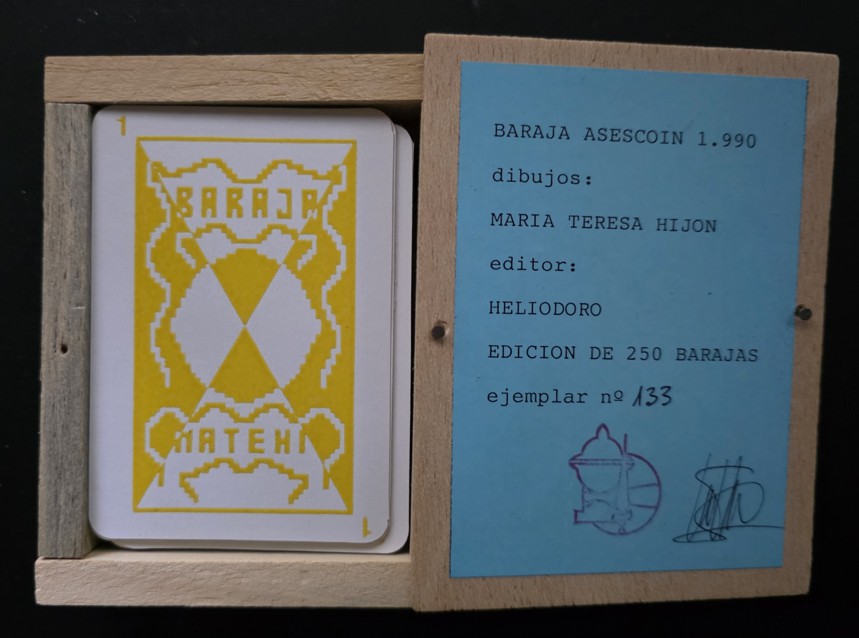 1
BARAJA
MATEHI
1
BARAJA ASESCOIN 1.990
dibujos:
MARIA TERESA HIJON
editor:
HELIODORO
EDICION DE 250 BARAJAS
ejemplar nº 133